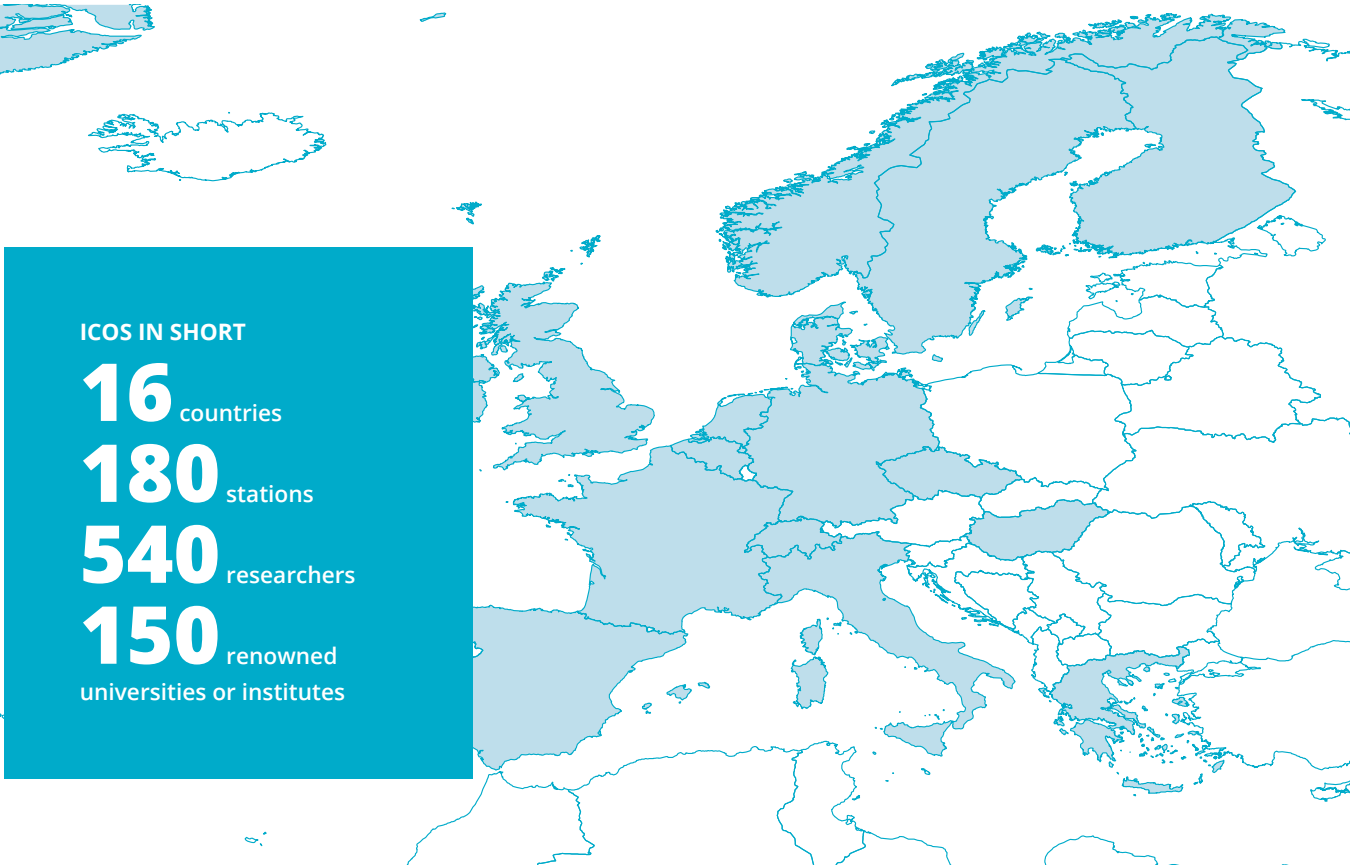 ICOS IN SHORT
16 countries
180 stations
540 researchers
150 renowned
universities or institutes